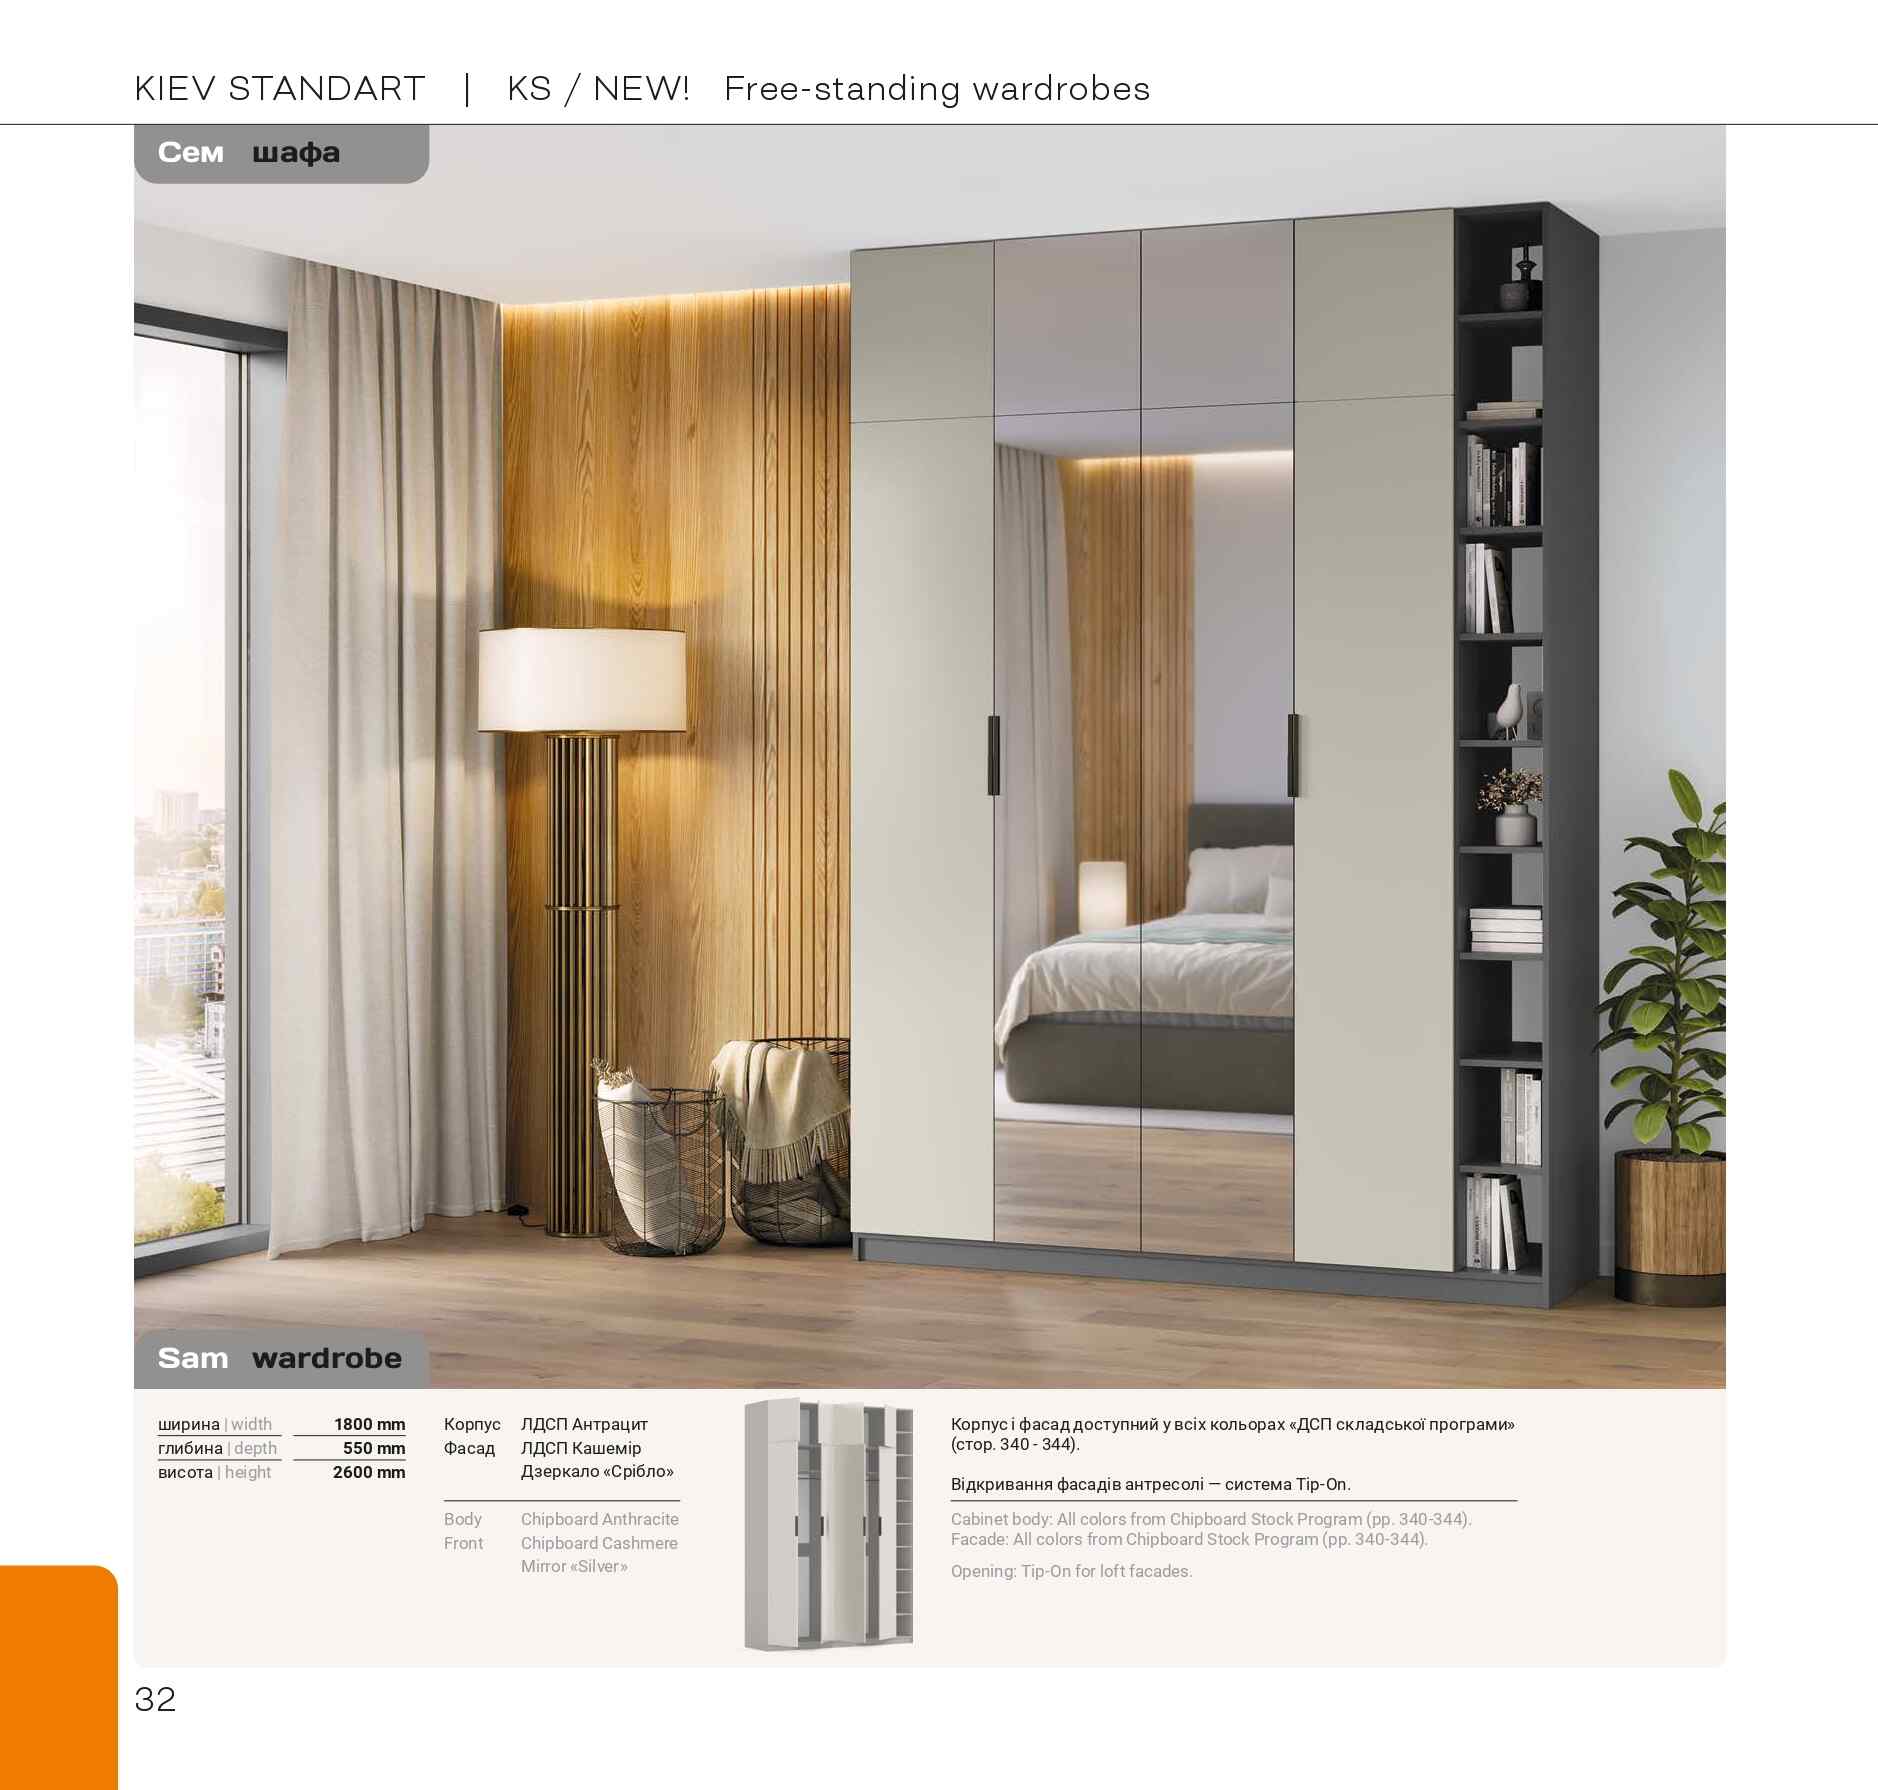 KIEV STANDART | KS / NEW! Free-standing wardrobes
Сем шафа
Sam wardrobe
ширина | width 1800 mm
глибина | depth 550 mm
висота | height 2600 mm
Корпус ЛДСП Антрацит
Фасад ЛДСП Кашемір
Дзеркало «Срібло»
Body Chipboard Anthracite
Front Chipboard Cashmere
Mirror «Silver»
Корпус і фасад доступний у всіх кольорах «ДСП складської програми»
(стор. 340 - 344).
Відкривання фасадів антресолі — система Tip-On.
Cabinet body: All colors from Chipboard Stock Program (pp. 340-344).
Facade: All colors from Chipboard Stock Program (pp. 340-344).
Opening: Tip-On for loft facades.
32